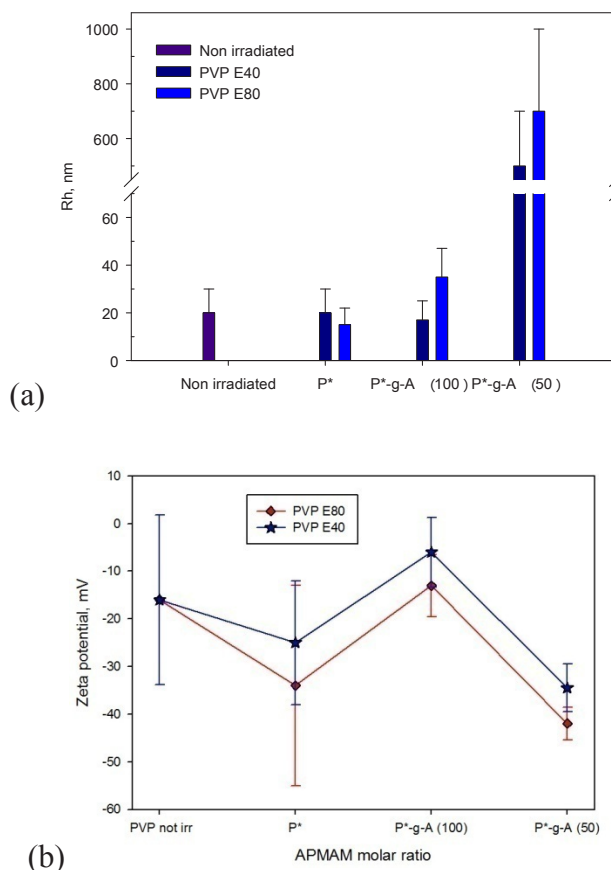 1000
800
600
60
40
20
0
Rh, nm
Non irradiated
PVP E40
PVP E80
Non irradiated P* P*-g-A (100 ) P*-g-A (50 )
(a)
10
0
-10
-20
-30
-40
-50
-60
Zeta potential, mV
PVP E80
PVP E40
PVP not irr P* P*-g-A (100) P*-g-A (50)
APMAM molar ratio
(b)